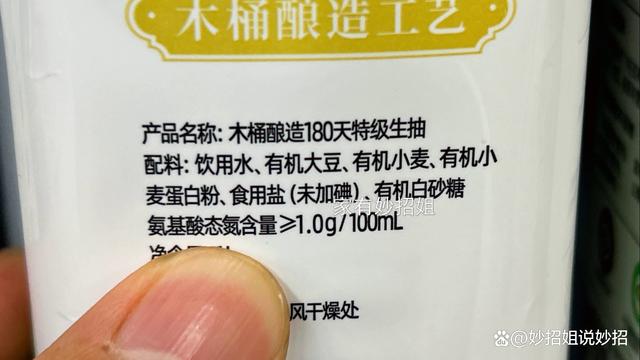 木桶酿造工艺
产品名称：木桶酿造180天特级生抽
配料：饮用水、有机大豆、有机小麦、有机小
麦蛋白粉、食用盐（未加碘）、有机白砂糖
家有妙招姐
氨基酸态氮含量≥1.0g/100mL
净含
风干燥处
@妙招姐说妙招